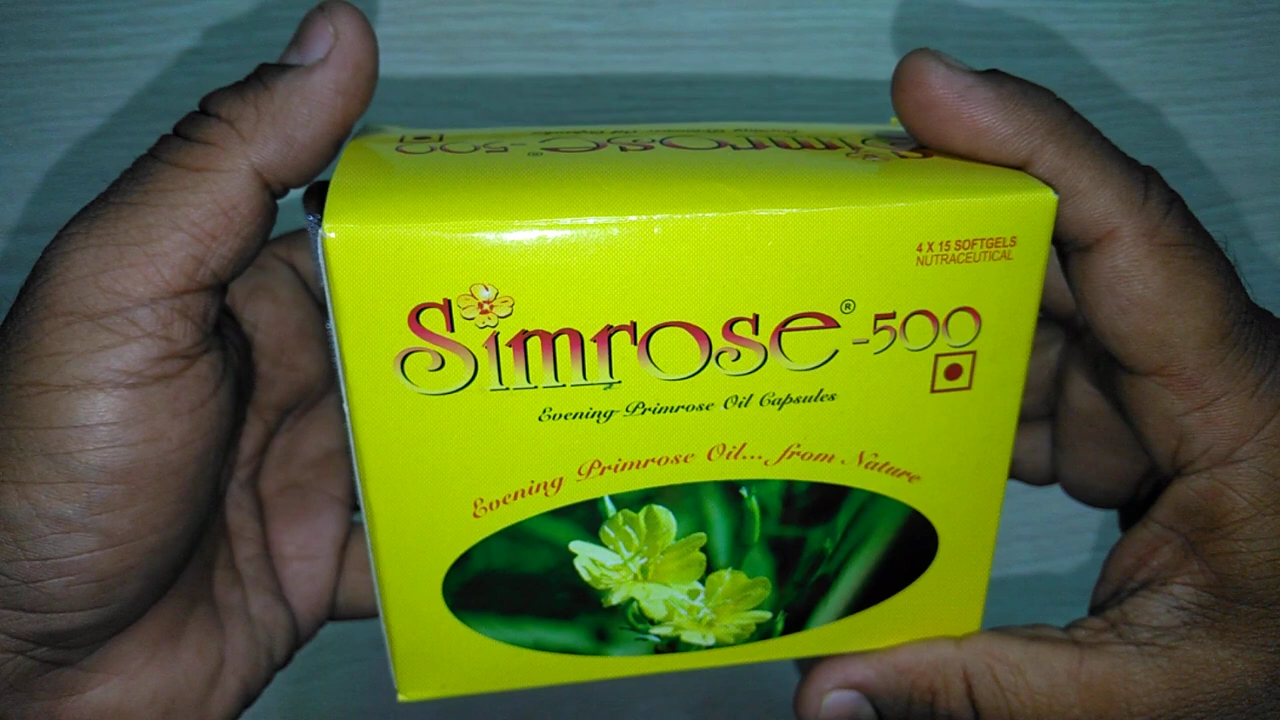 Simrose-500
4 X 15 SOFTGELS
NUTRACEUTICAL
Simrose®-500
Evening Primrose Oil Capsules
Evening Primrose Oil... from Nature